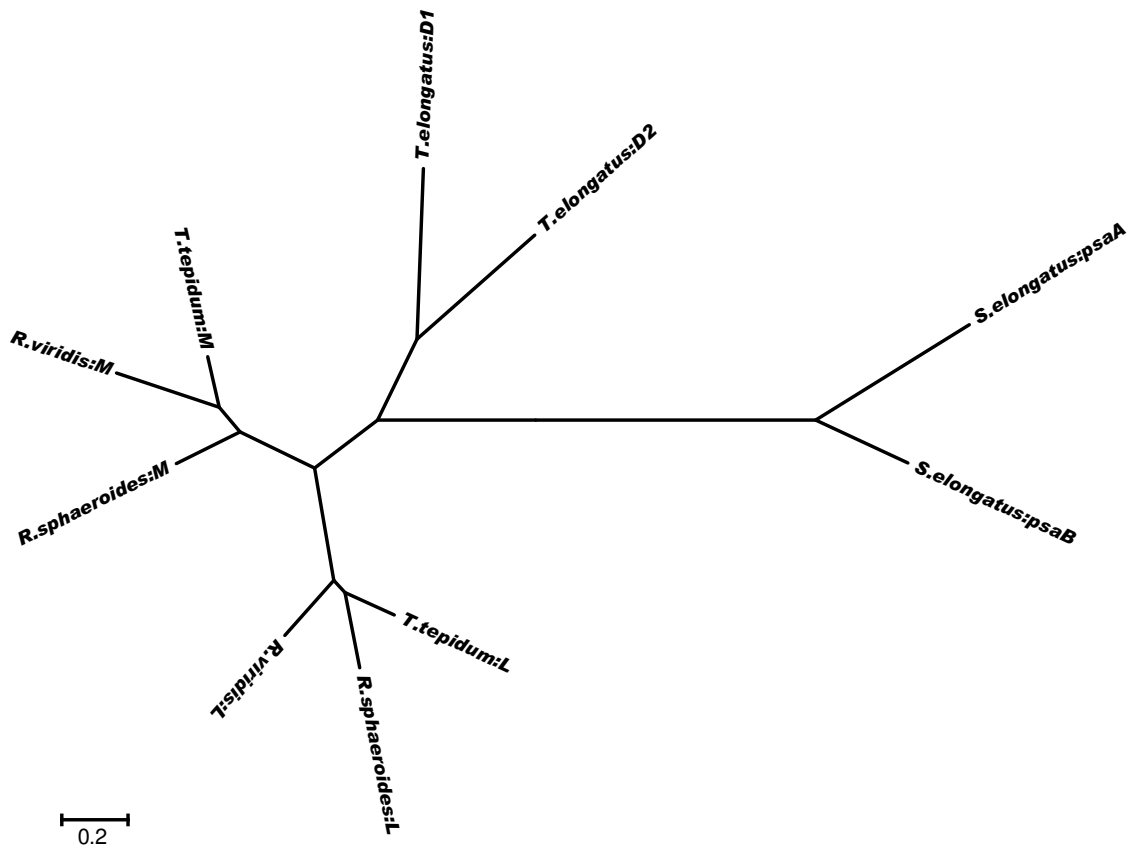 T.elongatus:D1
T.elongatus:D2
S.elongatus:psaA
T.tepidum:M
R.viridis:M
R.sphaeroides:M
S.elongatus:psaB
T.tepidum:L
R.viridis:L
R.sphaeroides:L
0.2